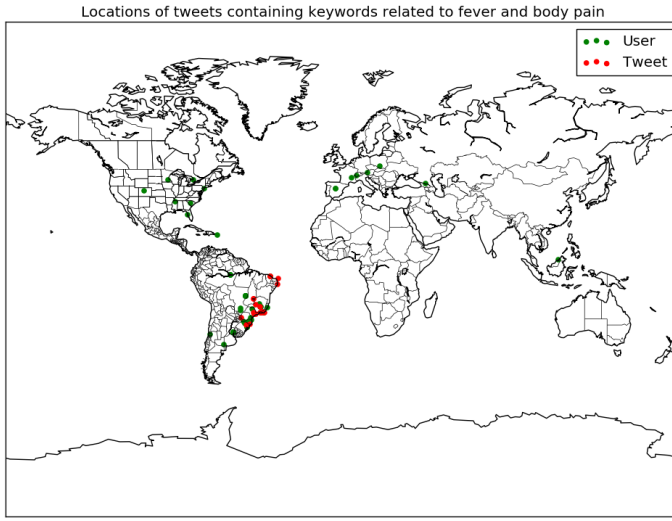 Locations of tweets containing keywords related to fever and body pain
User
Tweet